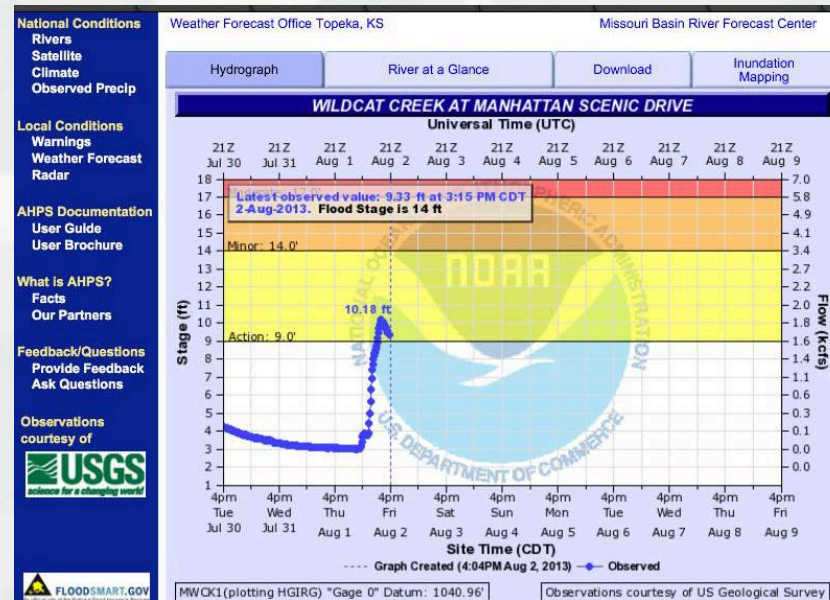 National Conditions
Rivers
Satellite
Climate
Observed Precip
Local Conditions
Warnings
Weather Forecast
Radar
AHPS Documentation
User Guide
User Brochure
What is AHPS?
Facts
Our Partners
Feedback/Questions
Provide Feedback
Ask Questions
Observations
courtesy of
USGS
science for a changing world
FLOODSMART.GOV
Weather Forecast Office Topeka, KS
Missouri Basin River Forecast Center
Hydrograph
River at a Glance
Download
Inundation
Mapping
WILDCAT CREEK AT MANHATTAN SCENIC DRIVE
Universal Time (UTC)
21Z 21Z 21Z 21Z 21Z 21Z 21Z 21Z 21Z 21Z 21Z
Jul 30 Jul 31 Aug 1 Aug 2 Aug 3 Aug 4 Aug 5 Aug 6 Aug 7 Aug 8 Aug 9
Latest observed value: 9.33 ft at 3:15 PM CDT
2-Aug-2013. Flood Stage is 14 ft
Minor: 14.0'
10.18 ft
Action: 9.0'
NOAA
NATIONAL
ADMINISTRATION
U.S. DEPARTMENT OF COMMERCE
Stage (ft)
18
17
16
15
14
13
12
11
10
9
8
7
6
5
4
3
2
1
Flow (kcfs)
7.0
5.8
4.9
4.1
3.4
2.7
2.2
2.0
1.8
1.6
1.4
1.1
0.6
0.3
0.1
0.0
0.0
4pm 4pm 4pm 4pm 4pm 4pm 4pm 4pm 4pm 4pm 4pm
Tue Wed Thu Fri Sat Sun Mon Tue Wed Thu Fri
Jul 30 Jul 31 Aug 1 Aug 2 Aug 3 Aug 4 Aug 5 Aug 6 Aug 7 Aug 8 Aug 9
Site Time (CDT)
Graph Created (4:04PM Aug 2, 2013) Observed
MWCK1(plotting HGIRG) "Gage 0" Datum: 1040.96'
Observations courtesy of US Geological Survey